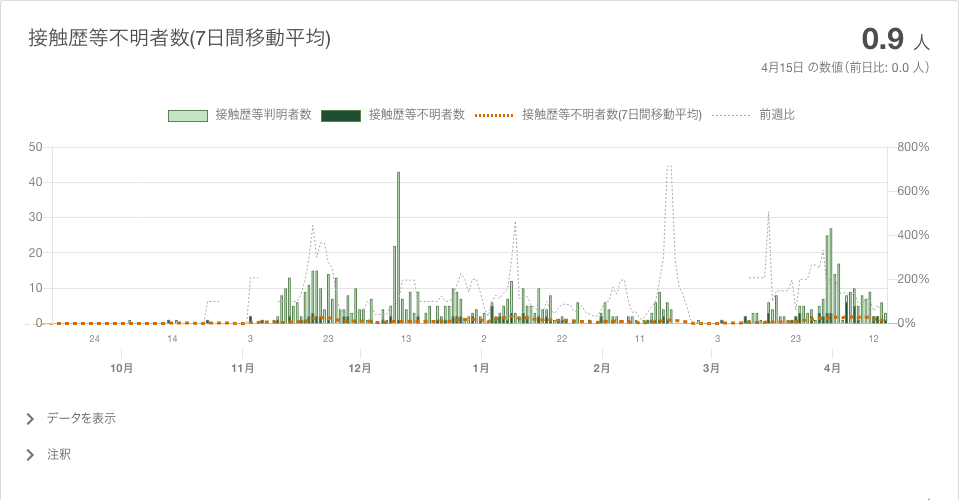 接触歴等不明者数(7日間移動平均)
0.9 人
4月15日 の数値（前日比: 0.0 人）
接触歴等判明者数 接触歴等不明者数 接触歴等不明者数(7日間移動平均) 前週比
50 800%
40 600%
30 400%
20 200%
10
0 0%
24 14 3 23 13 2 22 11 3 23 12
10月 11月 12月 1月 2月 3月 4月
データを表示
注釈